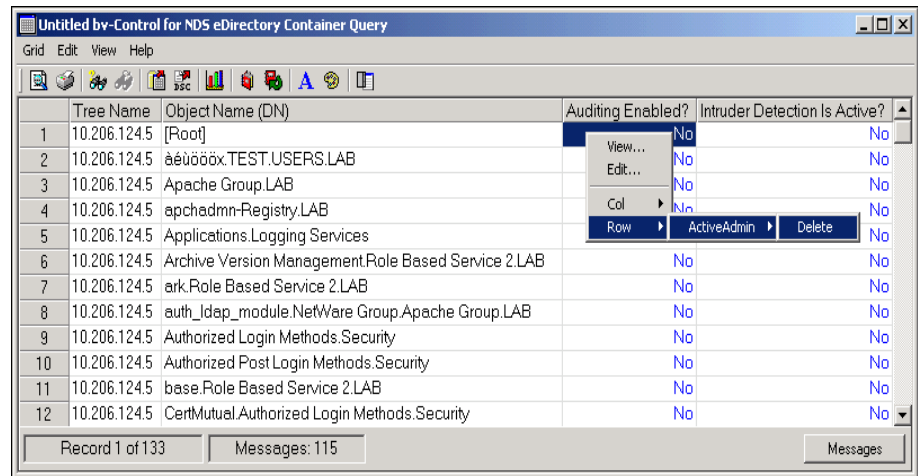 Untitled bv-Control for NDS eDirectory Container Query
Grid Edit View Help
DSC A
Tree Name Object Name (DN) Auditing Enabled? Intruder Detection Is Active?
1 10.206.124.5 [Root] No No
2 10.206.124.5 àéùöööx.TEST.USERS.LAB No No
3 10.206.124.5 Apache Group.LAB No No
4 10.206.124.5 apchadmn-Registry.LAB No No
5 10.206.124.5 Applications.Logging Services No
6 10.206.124.5 Archive Version Management.Role Based Service 2.LAB No No
7 10.206.124.5 ark.Role Based Service 2.LAB No No
8 10.206.124.5 auth_ldap_module.NetWare Group.Apache Group.LAB No No
9 10.206.124.5 Authorized Login Methods.Security No No
10 10.206.124.5 Authorized Post Login Methods.Security No No
11 10.206.124.5 base.Role Based Service 2.LAB No No
12 10.206.124.5 CertMutual.Authorized Login Methods.Security No No
View...
Edit...
Col
Row ActiveAdmin Delete
Record 1 of 133 Messages: 115 Messages